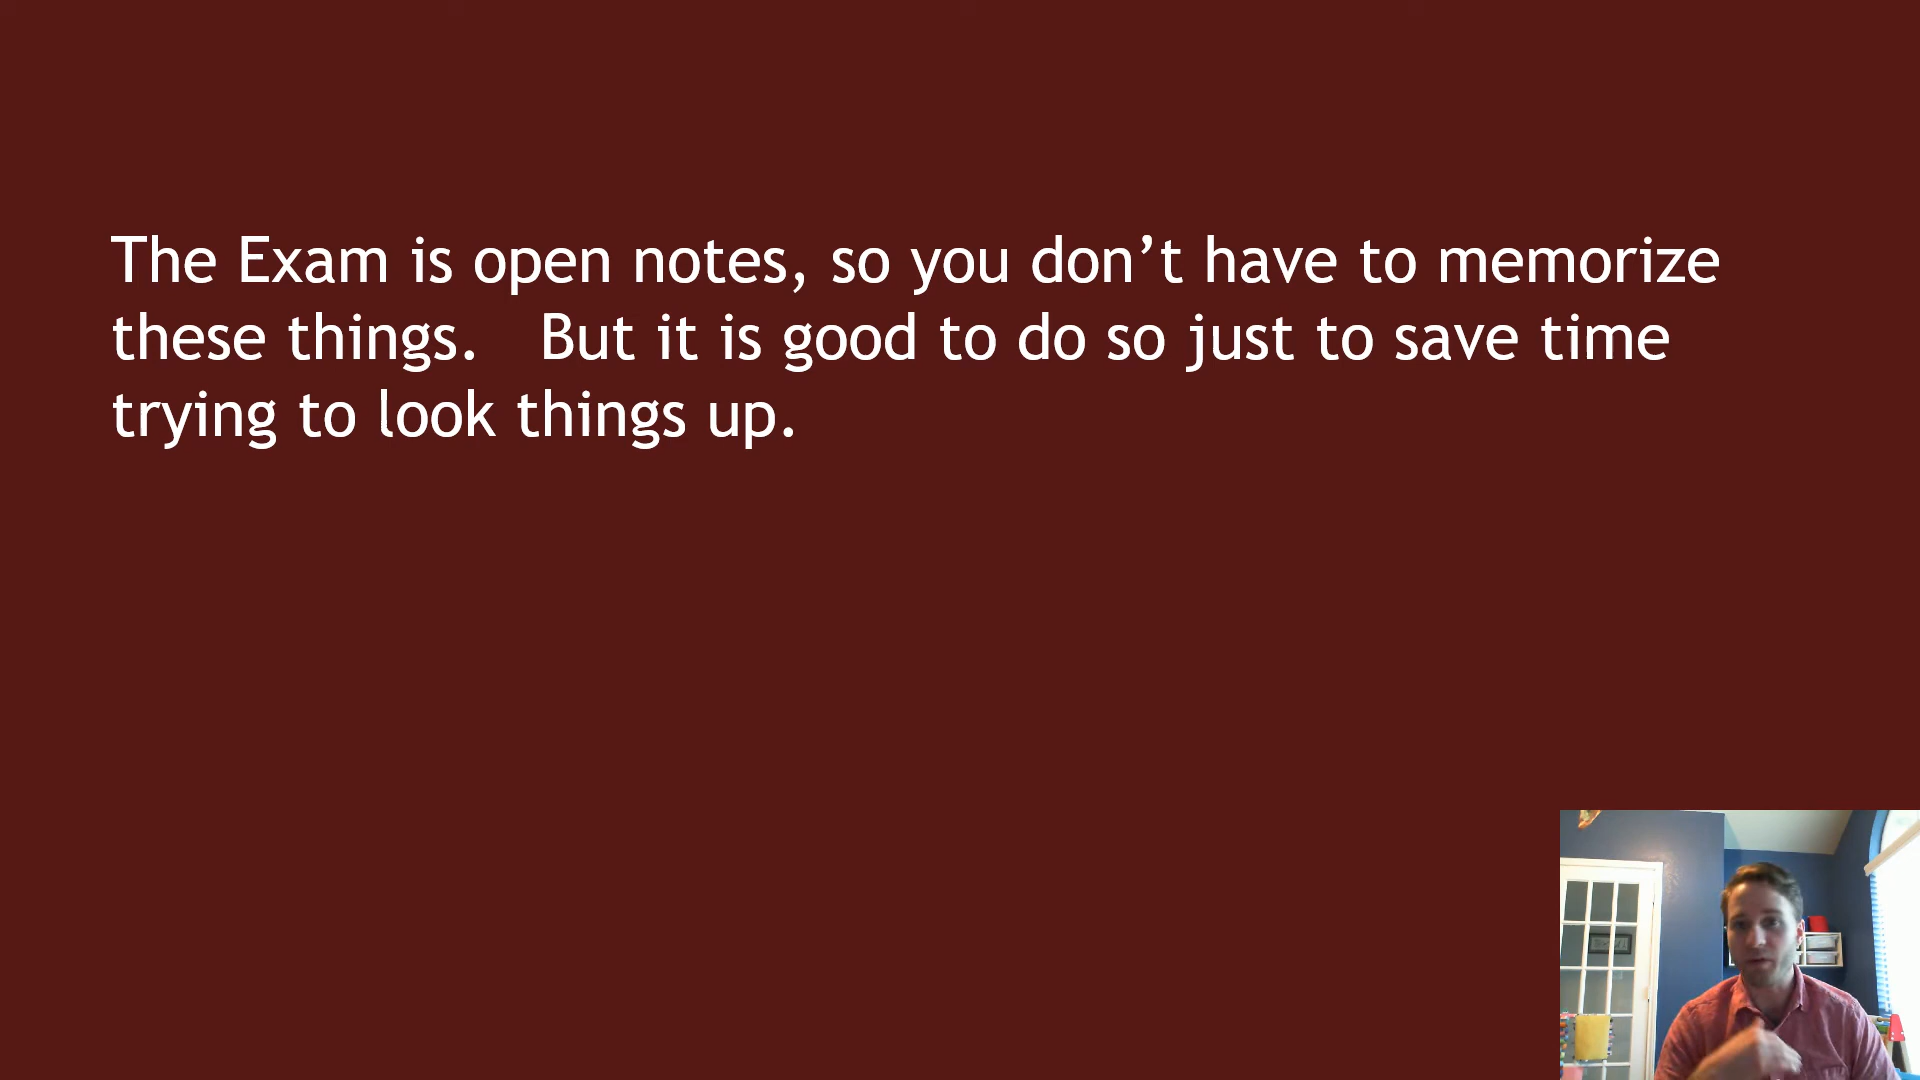 The Exam is open notes, so you don’t have to memorize
these things.   But it is good to do so just to save time
trying to look things up.